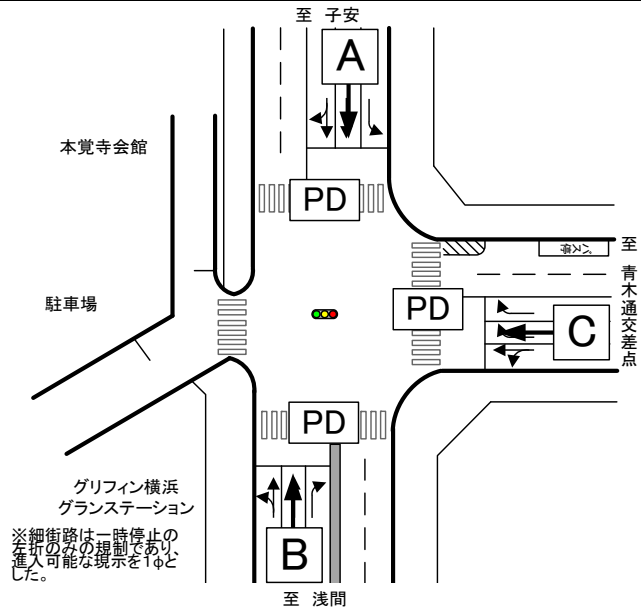 至 子安
A
本覚寺会館
PD
至
青
木
通
交
差
点
バス停
駐車場
PD
C
PD
グリフィン横浜
グランステーション
※細街路は一時停止の
左折のみの規制であり、
進入可能な現示を1φと
した。
B
至 浅間